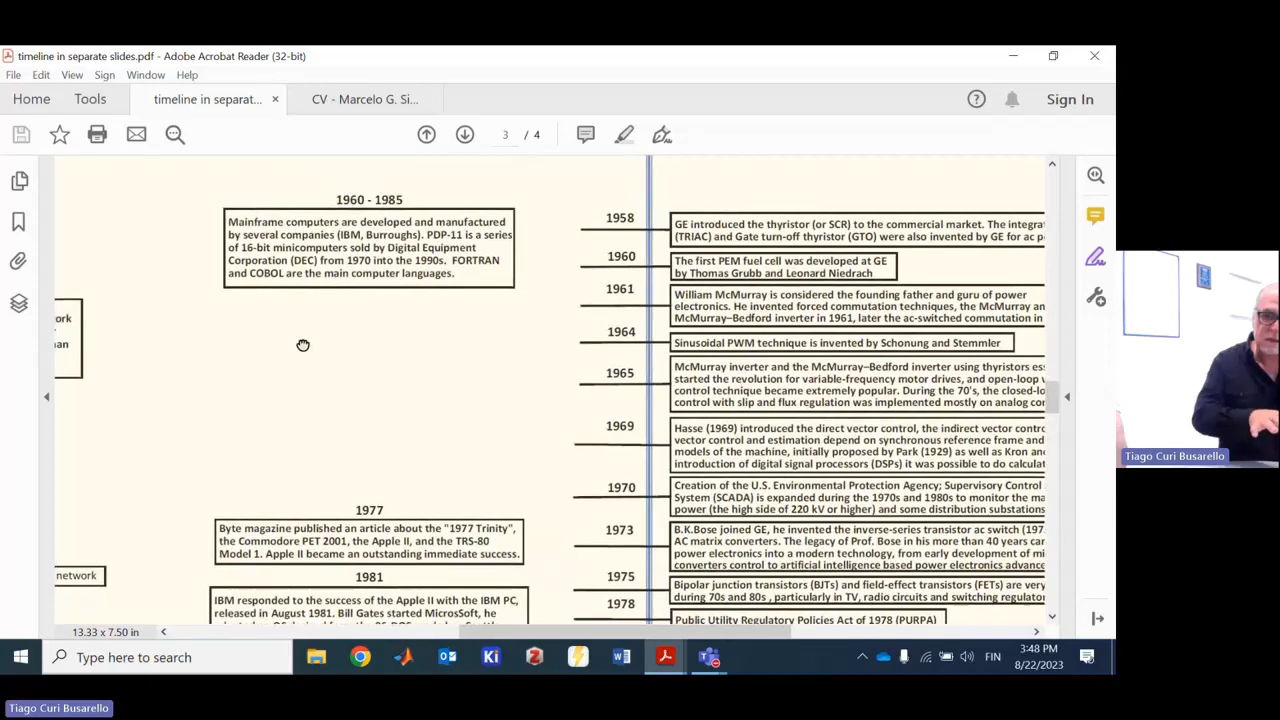 timeline in separate slides.pdf - Adobe Acrobat Reader (32-bit)
File Edit View Sign Window Help
Home Tools timeline in separat... × CV - Marcelo G. Si...
Sign In
3 / 4
1960 - 1985
Mainframe computers are developed and manufactured
by several companies (IBM, Burroughs). PDP-11 is a series
of 16-bit minicomputers sold by Digital Equipment
Corporation (DEC) from 1970 into the 1990s. FORTRAN
and COBOL are the main computer languages.
ork
an
1977
Byte magazine published an article about the "1977 Trinity",
the Commodore PET 2001, the Apple II, and the TRS-80
Model 1. Apple II became an outstanding immediate success.
network
1981
IBM responded to the success of the Apple II with the IBM PC,
released in August 1981. Bill Gates started MicroSoft, he
1958
GE introduced the thyristor (or SCR) to the commercial market. The integrat
(TRIAC) and Gate turn-off thyristor (GTO) were also invented by GE for ac p
1960
The first PEM fuel cell was developed at GE
by Thomas Grubb and Leonard Niedrach
1961
William McMurray is considered the founding father and guru of power
electronics. He invented forced commutation techniques, the McMurray an
McMurray–Bedford inverter in 1961, later the ac-switched commutation in
1964
Sinusoidal PWM technique is invented by Schonung and Stemmler
1965
McMurray inverter and the McMurray–Bedford inverter using thyristors ess
started the revolution for variable-frequency motor drives, and open-loop v
control technique became extremely popular. During the 70's, the closed-lo
control with slip and flux regulation was implemented mostly on analog con
1969
Hasse (1969) introduced the direct vector control, the indirect vector contro
vector control and estimation depend on synchronous reference frame and
models of the machine, initially proposed by Park (1929) as well as Kron an
introduction of digital signal processors (DSPs) it was possible to do calculat
1970
Creation of the U.S. Environmental Protection Agency; Supervisory Control
System (SCADA) is expanded during the 1970s and 1980s to monitor the ma
power (the high side of 220 kV or higher) and some distribution substations
1973
B.K.Bose joined GE, he invented the inverse-series transistor ac switch (197
AC matrix converters. The legacy of Prof. Bose in his more than 40 years can
power electronics into a modern technology, from early development of mi
converters control to artificial intelligence based power electronics advance
1975
Bipolar junction transistors (BJTs) and field-effect transistors (FETs) are very
during 70s and 80s , particularly in TV, radio circuits and switching regulator
1978
Public Utility Regulatory Policies Act of 1978 (PURPA)
13.33 x 7.50 in
Type here to search
Ki
FIN
3:48 PM
8/22/2023
Tiago Curi Busarello
Tiago Curi Busarello